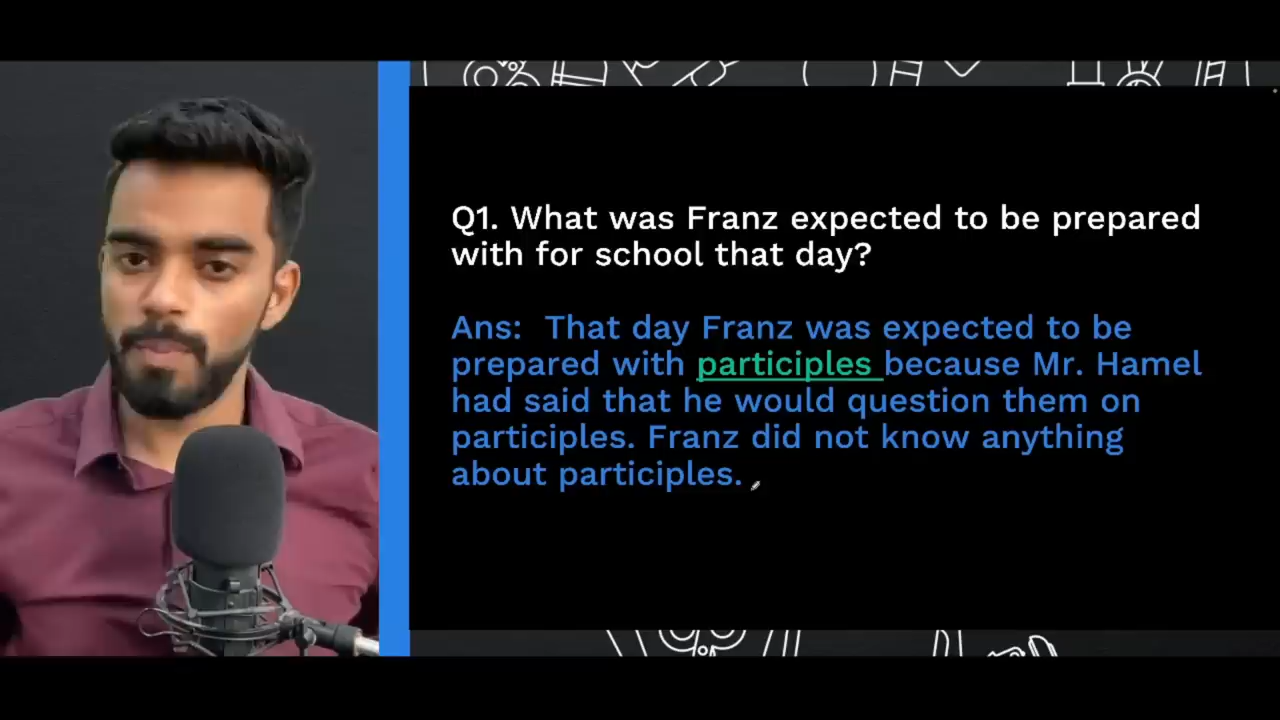 Q1. What was Franz expected to be prepared
with for school that day?
Ans: That day Franz was expected to be
prepared with participles because Mr. Hamel
had said that he would question them on
participles. Franz did not know anything
about participles.